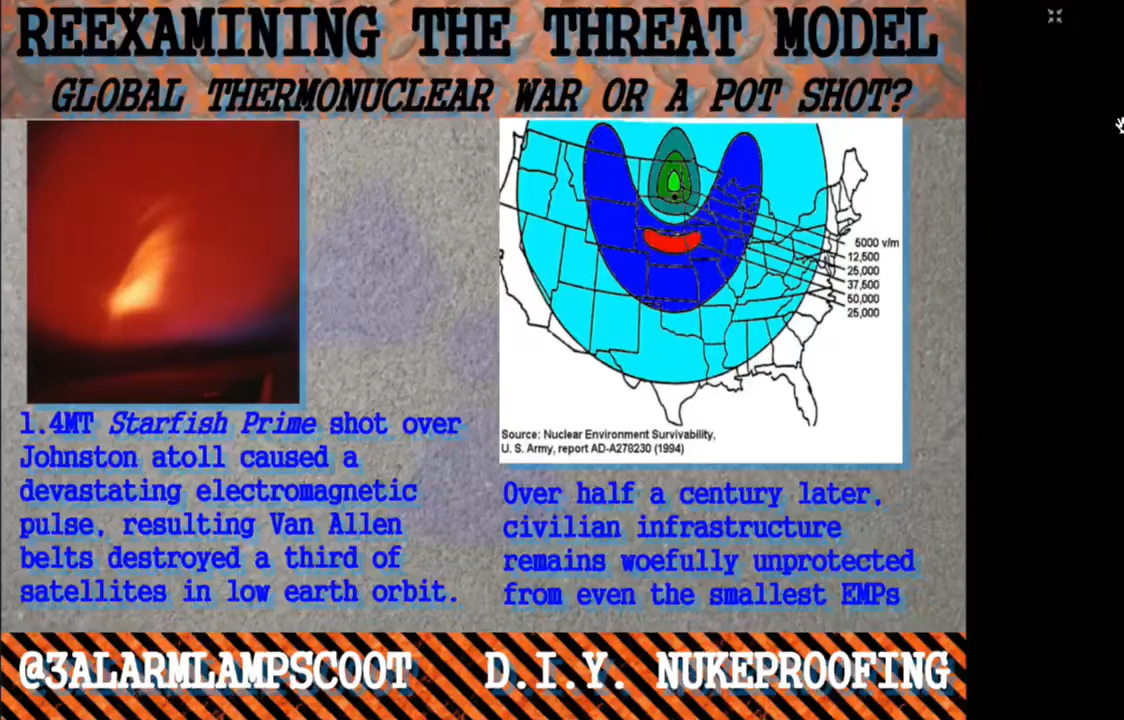 REEXAMINING THE THREAT MODEL
GLOBAL THERMONUCLEAR WAR OR A POT SHOT?
1.4MT Starfish Prime shot over
Johnston atoll caused a
devastating electromagnetic
pulse, resulting Van Allen
belts destroyed a third of
satellites in low earth orbit.
5000 v/m
12,500
25,000
37,500
50,000
25,000
Source: Nuclear Environment Survivability,
U. S. Army, report AD-A278230 (1994)
Over half a century later,
civilian infrastructure
remains woefully unprotected
from even the smallest EMPs
@3ALARMLAMPSCOOT D.I.Y. NUKEPROOFING